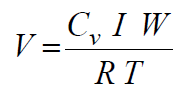 V = C_v I W / R T